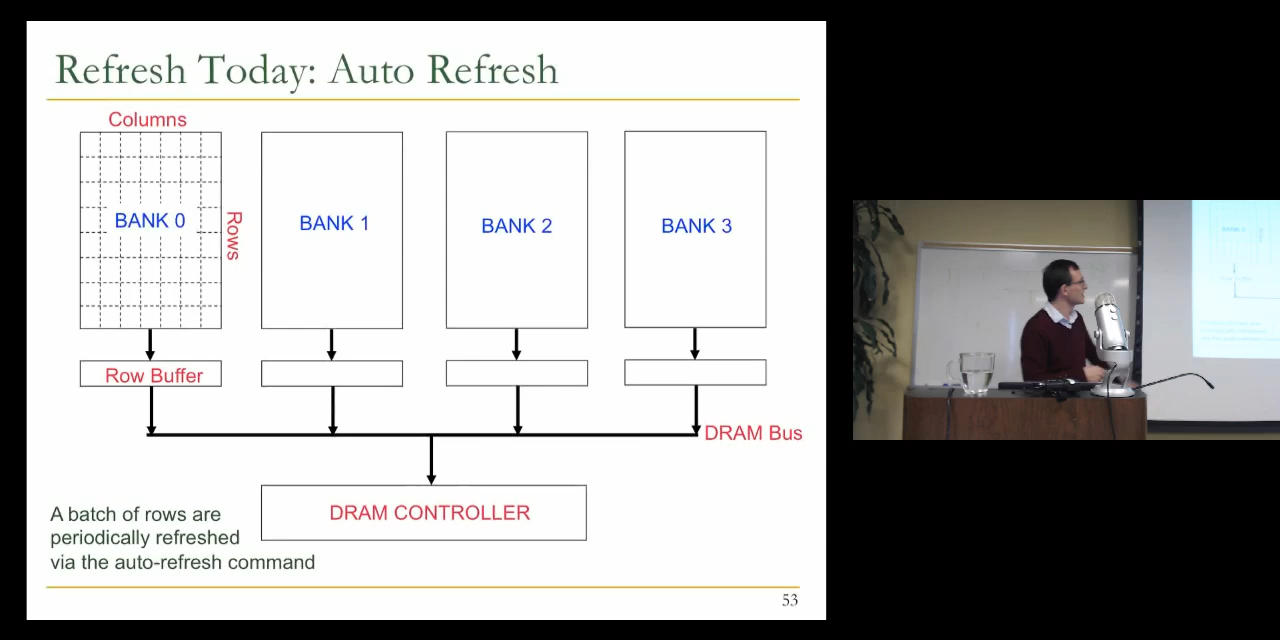 Refresh Today: Auto Refresh
Columns
BANK 0
Rows
BANK 1
BANK 2
BANK 3
Row Buffer
DRAM Bus
DRAM CONTROLLER
A batch of rows are
periodically refreshed
via the auto-refresh command
53